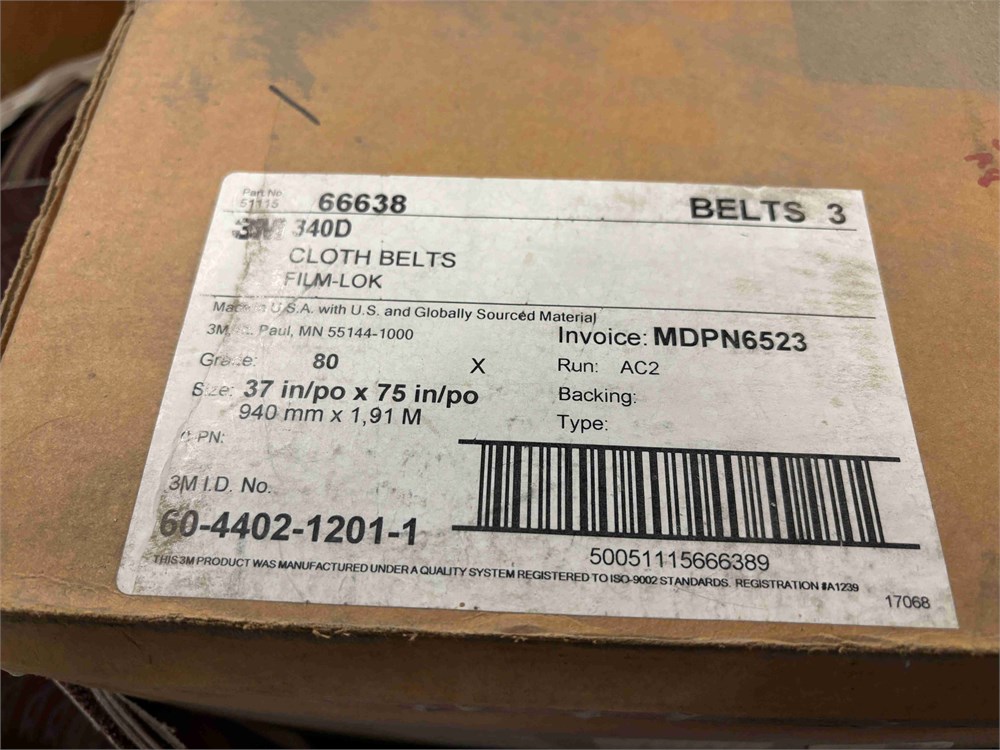 Part No.
51115 66638 BELTS 3
3M 340D
CLOTH BELTS
FILM-LOK
U.S.A. with U.S. and Globally Sourced Material
3M, Paul, MN 55144-1000 Invoice: MDPN6523
80 X Run: AC2
Size: 37 in/po x 75 in/po Backing:
940 mm x 1,91 M Type:
PN:
3M I.D. No.
60-4402-1201-1
50051115666389
THIS 3M PRODUCT WAS MANUFACTURED UNDER A QUALITY SYSTEM REGISTERED TO ISO-9002 STANDARDS. REGISTRATION #A1239
17068